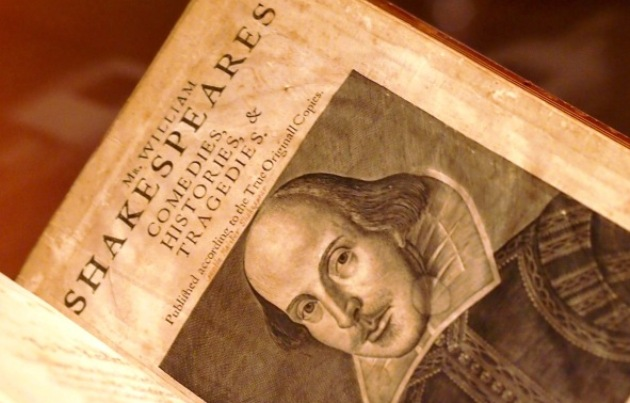 Mr. WILLIAM
SHAKESPEARES
COMEDIES,
HISTORIES, &
TRAGEDIES.
Published according to the True Originall Copies.